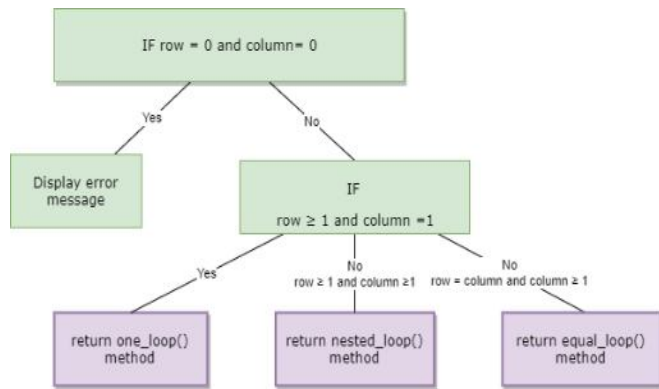 IF row = 0 and column= 0
Yes
No
Display error
message
IF
row ≥ 1 and column =1
Yes
No
row ≥ 1 and column ≥1
No
row = column and column ≥ 1
return one_loop()
method
return nested_loop()
method
return equal_loop()
method